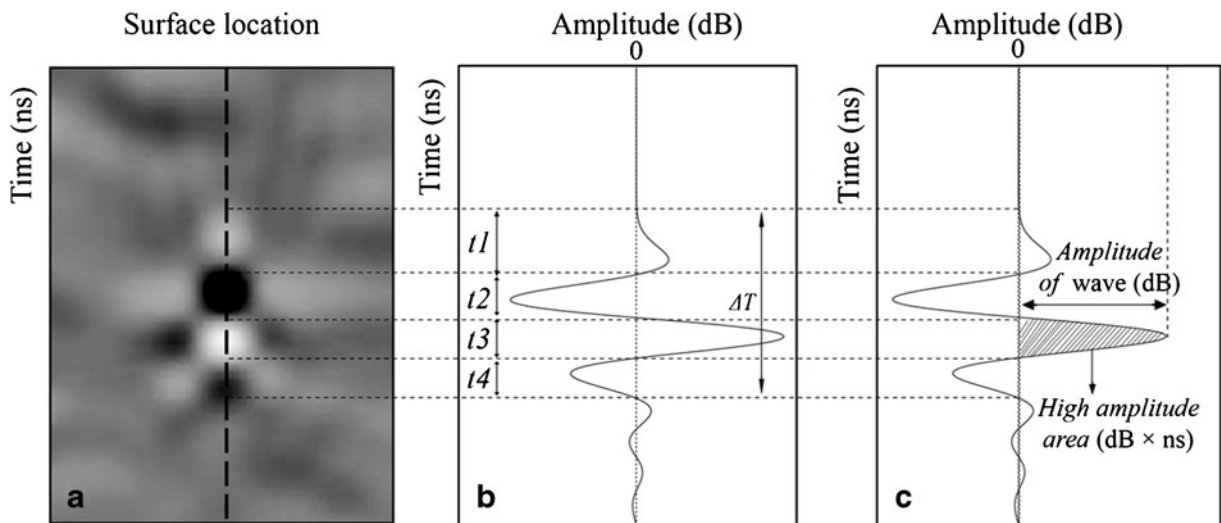 Surface location
Time (ns)
a
Amplitude (dB)
0
Time (ns)
t1
t2
t3
t4
ΔT
b
Amplitude (dB)
0
Time (ns)
Amplitude
of wave (dB)
High amplitude
area (dB × ns)
c